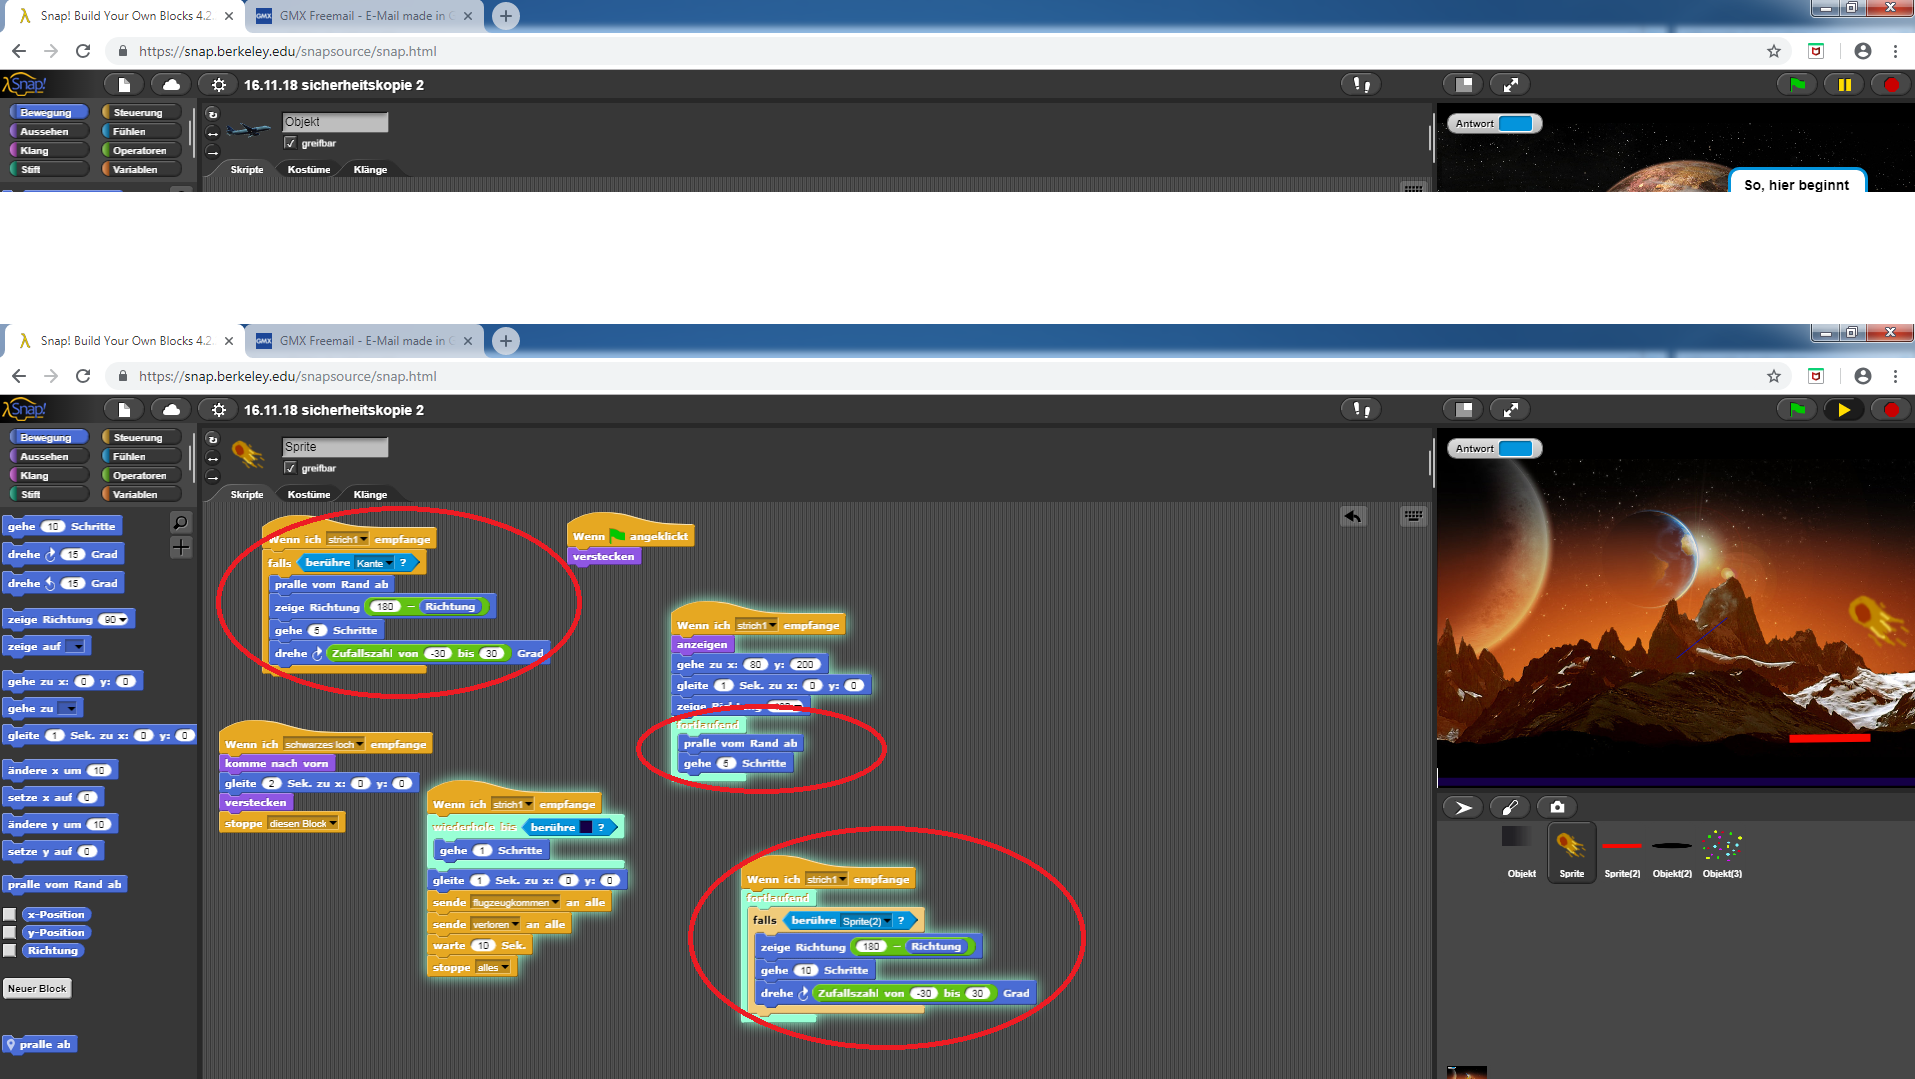 Snap! Build Your Own Blocks 4.2
GMX Freemail - E-Mail made in G
https://snap.berkeley.edu/snapsource/snap.html
Snap!
16.11.18 sicherheitskopie 2
Bewegung
Steuerung
Aussehen
Fühlen
Klang
Operatoren
Stift
Variablen
Objekt
greifbar
Skripte
Kostüme
Klänge
Antwort
So, hier beginnt
Snap! Build Your Own Blocks 4.2
GMX Freemail - E-Mail made in G
https://snap.berkeley.edu/snapsource/snap.html
Snap!
16.11.18 sicherheitskopie 2
Bewegung
Steuerung
Aussehen
Fühlen
Klang
Operatoren
Stift
Variablen
gehe 10 Schritte
drehe 15 Grad
drehe 15 Grad
zeige Richtung 90
zeige auf
gehe zu x: 0 y: 0
gehe zu
gleite 1 Sek. zu x: 0 y: 0
ändere x um 10
setze x auf 0
ändere y um 10
setze y auf 0
pralle vom Rand ab
x-Position
y-Position
Richtung
Neuer Block
pralle ab
Sprite
greifbar
Skripte
Kostüme
Klänge
Wenn ich strich1 empfange
falls berühre Kante ?
pralle vom Rand ab
zeige Richtung 180 - Richtung
gehe 5 Schritte
drehe Zufallszahl von -30 bis 30 Grad
Wenn angeklickt
verstecken
Wenn ich strich1 empfange
anzeigen
gehe zu x: 80 y: 200
gleite 1 Sek. zu x: 0 y: 0
zeige Richtung
fortlaufend
pralle vom Rand ab
gehe 5 Schritte
Wenn ich schwarzes loch empfange
komme nach vorn
gleite 2 Sek. zu x: 0 y: 0
verstecken
stoppe diesen Block
Wenn ich strich1 empfange
wiederhole bis berühre ?
gehe 1 Schritte
gleite 1 Sek. zu x: 0 y: 0
sende flugzeugkommen an alle
sende verloren an alle
warte 10 Sek.
stoppe alles
Wenn ich strich1 empfange
fortlaufend
falls berühre Sprite(2) ?
zeige Richtung 180 - Richtung
gehe 10 Schritte
drehe Zufallszahl von -30 bis 30 Grad
Antwort
Objekt
Sprite
Sprite(2)
Objekt(2)
Objekt(3)